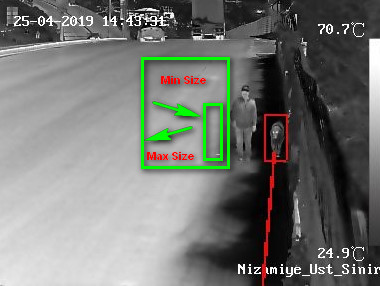 25-04-2019 14:43:31
70.7℃
Min Size
Max Size
24.9℃
Nizamiye_Ust_Sinir